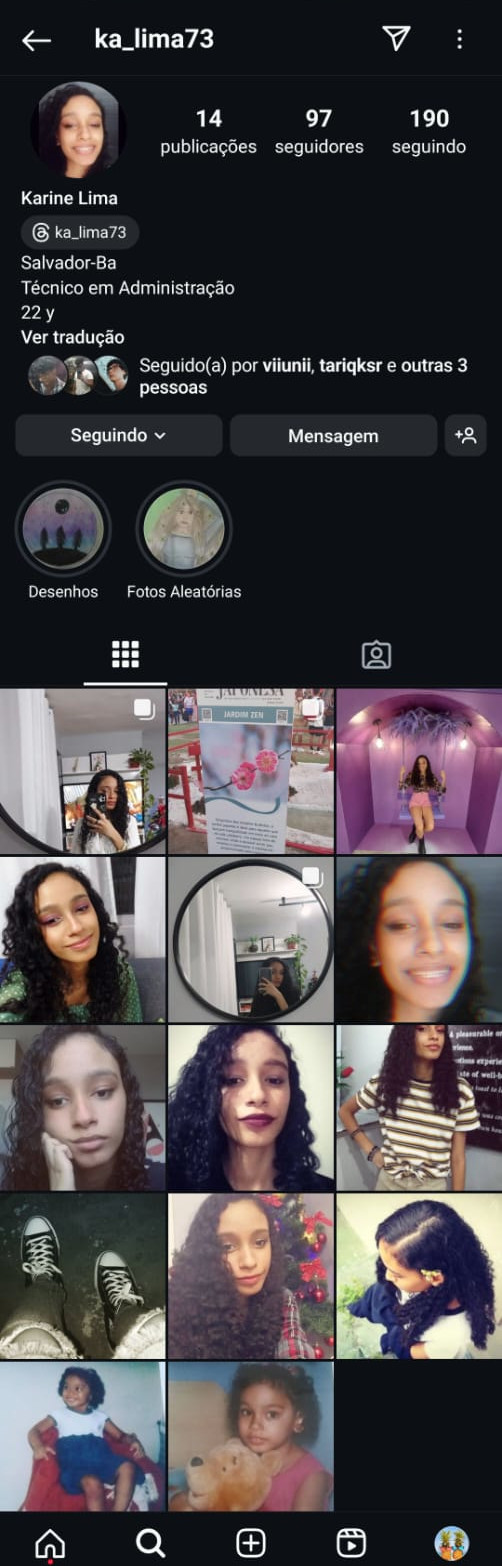 ka_lima73
14 97 190
publicações seguidores seguindo
Karine Lima
ka_lima73
Salvador-Ba
Técnico em Administração
22 y
Ver tradução
Seguido(a) por viiunii, tariqksr e outras 3
pessoas
Seguindo Mensagem
Desenhos Fotos Aleatórias
JAPONESA
JARDIM ZEN
A pleasurable